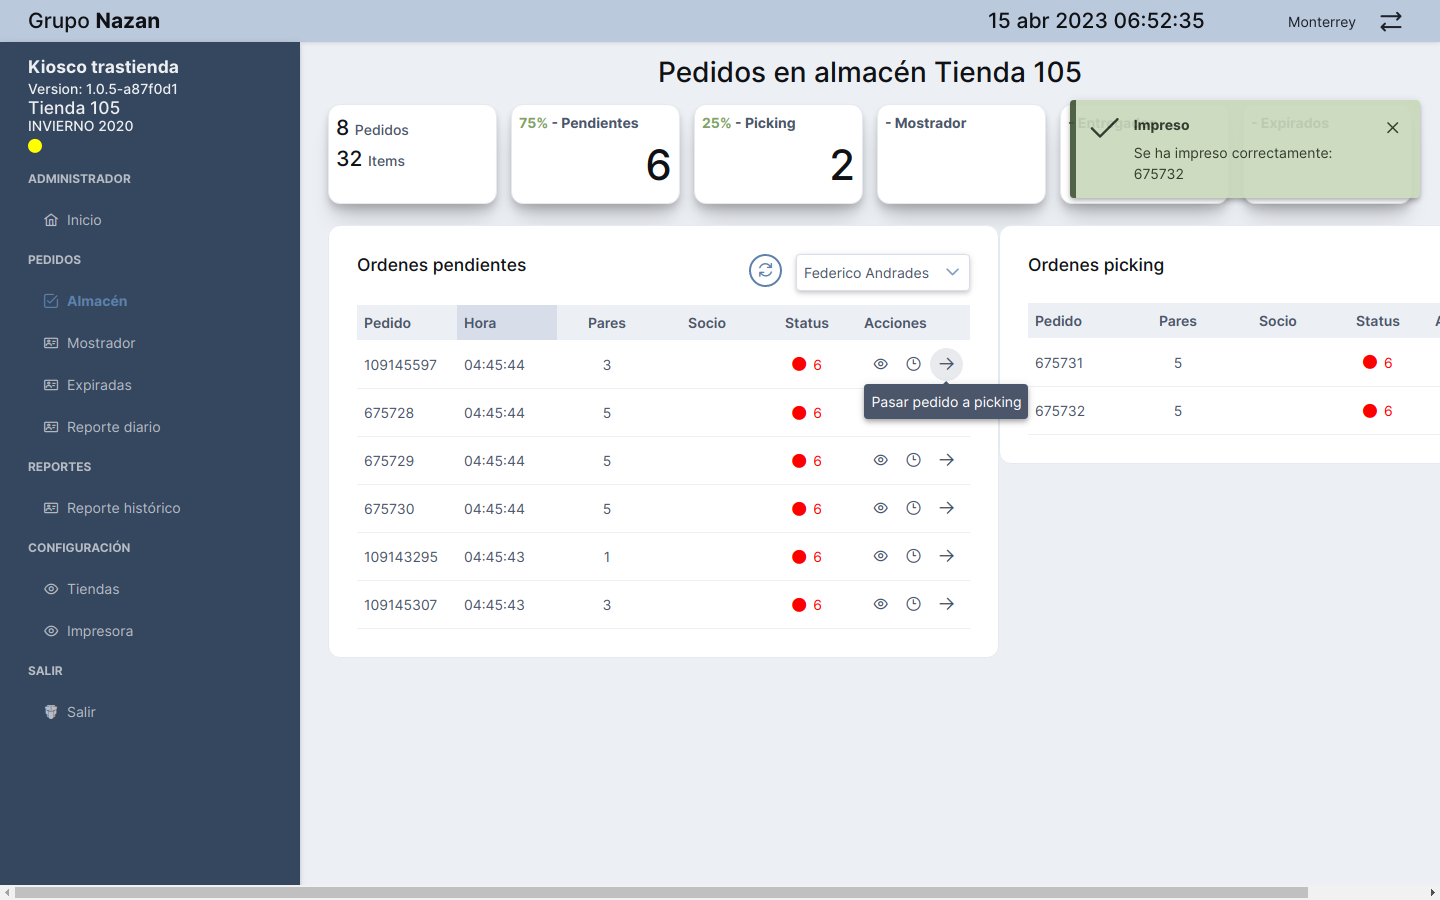 Grupo Nazan
15 abr 2023 06:52:35
Monterrey
Kiosco trastienda
Version: 1.0.5-a87f0d1
Tienda 105
INVIERNO 2020
ADMINISTRADOR
Inicio
PEDIDOS
Almacén
Mostrador
Expiradas
Reporte diario
REPORTES
Reporte histórico
CONFIGURACIÓN
Tiendas
Impresora
SALIR
Salir
Pedidos en almacén Tienda 105
8 Pedidos
32 Items
75% - Pendientes
6
25% - Picking
2
- Mostrador
- Entregados
- Expirados
Impreso
Se ha impreso correctamente:
675732
Ordenes pendientes
Federico Andrades
Pedido Hora Pares Socio Status Acciones
109145597 04:45:44 3 6
675728 04:45:44 5 6
675729 04:45:44 5 6
675730 04:45:44 5 6
109143295 04:45:43 1 6
109145307 04:45:43 3 6
Pasar pedido a picking
Ordenes picking
Pedido Pares Socio Status A
675731 5 6
675732 5 6